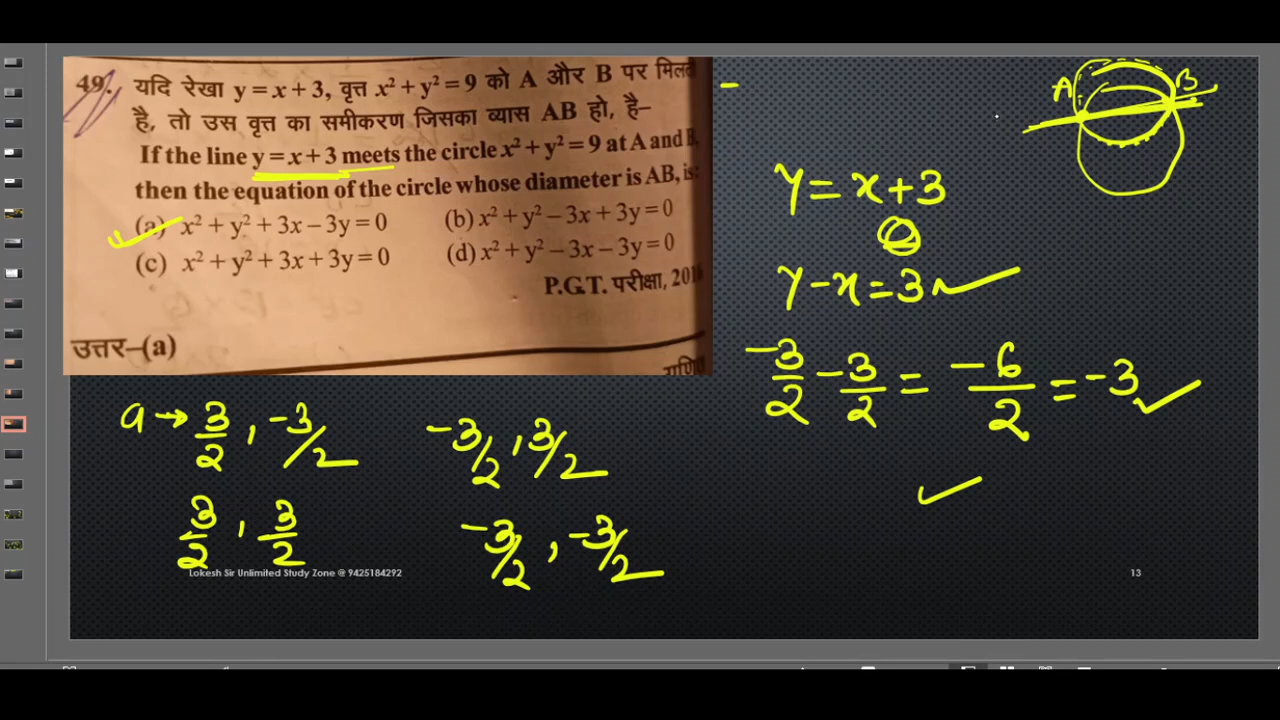 49. यदि रेखा y = x + 3, वृत्त x² + y² = 9 को A और B पर मिलती
है, तो उस वृत्त का समीकरण जिसका व्यास AB हो, है–
If the line y = x + 3 meets the circle x² + y² = 9 at A and B,
then the equation of the circle whose diameter is AB, is:
(a) x² + y² + 3x – 3y = 0 (b) x² + y² – 3x + 3y = 0
(c) x² + y² + 3x + 3y = 0 (d) x² + y² – 3x – 3y = 0
P.G.T. परीक्षा, 201
उत्तर–(a)
A B
y = x + 3
y - x = 3
-3/2 - 3/2 = -6/2 = -3
a → 3/2, -3/2 -3/2, 3/2
3/2, 3/2 -3/2, -3/2
Lokesh Sir Unlimited Study Zone @ 9425184292
13